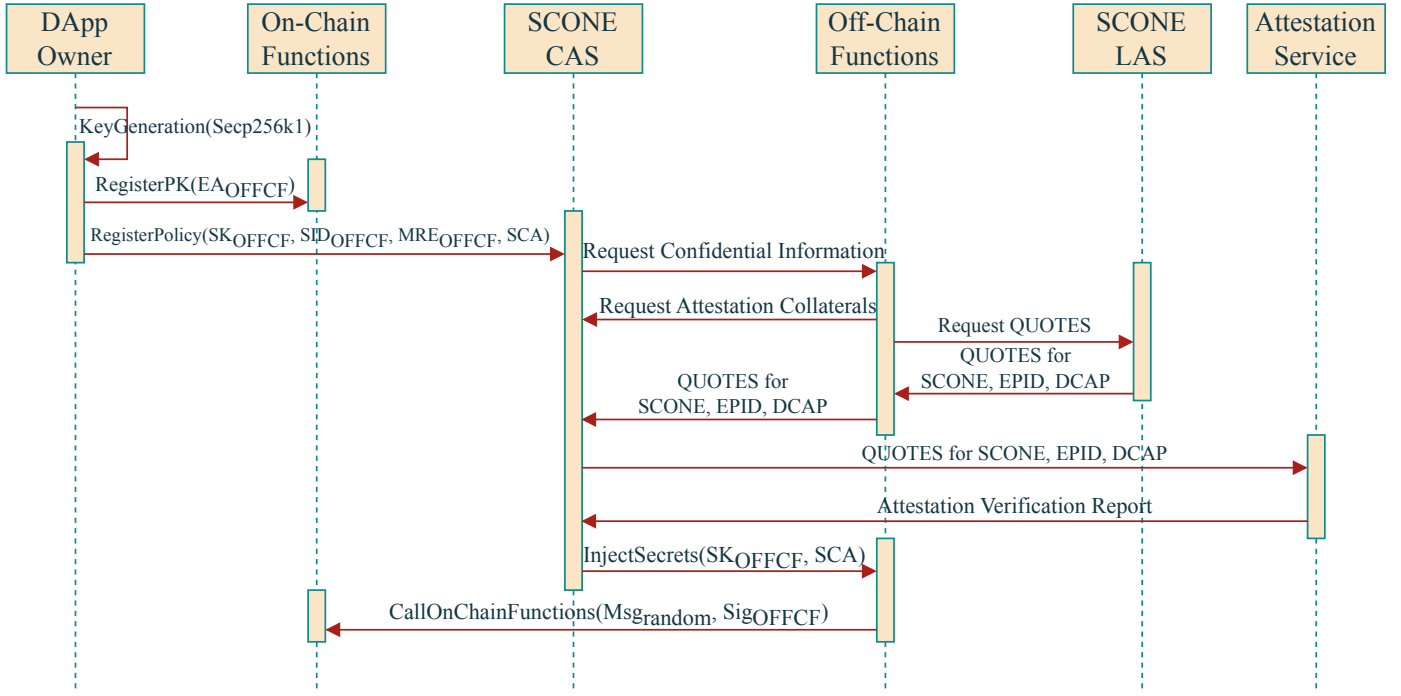 DApp
Owner
On-Chain
Functions
SCONE
CAS
Off-Chain
Functions
SCONE
LAS
Attestation
Service
KeyGeneration(Secp256k1)
RegisterPK(EAOFFCF)
RegisterPolicy(SKOFFCF, SIDOFFCF, MREOFFCF, SCA)
Request Confidential Information
Request Attestation Collaterals
Request QUOTES
QUOTES for
SCONE, EPID, DCAP
QUOTES for
SCONE, EPID, DCAP
QUOTES for SCONE, EPID, DCAP
Attestation Verification Report
InjectSecrets(SKOFFCF, SCA)
CallOnChainFunctions(Msgrandom, SigOFFCF)